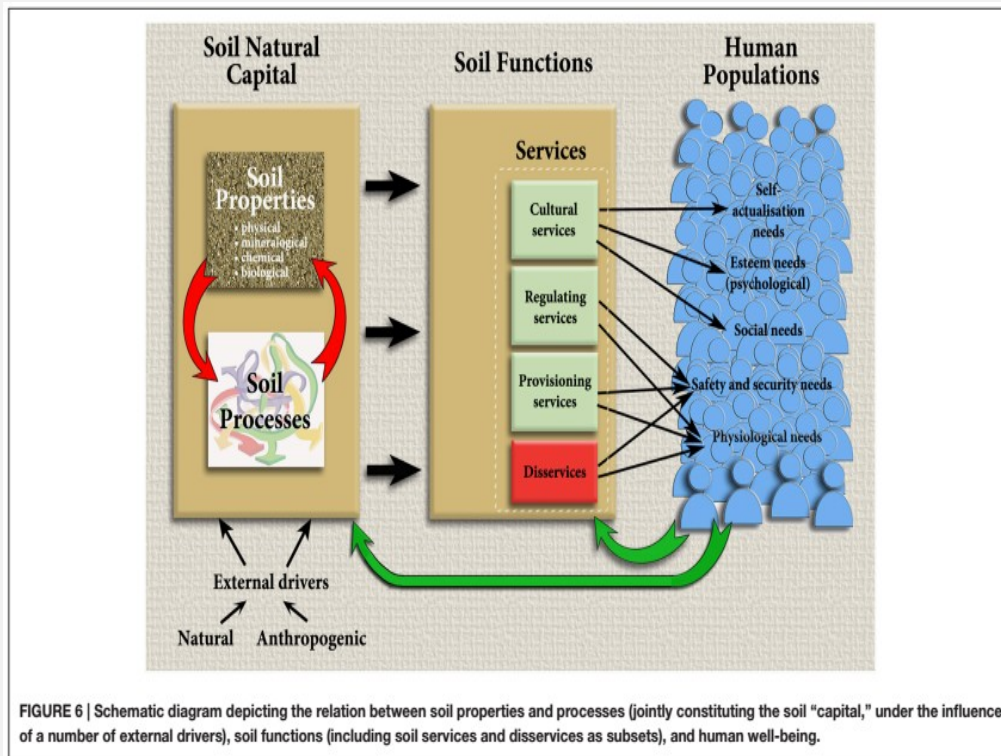 Soil Natural
Capital
Soil Functions
Human
Populations
Soil
Properties
• physical
• mineralogical
• chemical
• biological
Soil
Processes
Services
Cultural
services
Regulating
services
Provisioning
services
Disservices
Self-
actualisation
needs
Esteem needs
(psychological)
Social needs
Safety and security needs
Physiological needs
External drivers
Natural
Anthropogenic
FIGURE 6 | Schematic diagram depicting the relation between soil properties and processes (jointly constituting the soil “capital,” under the influence
of a number of external drivers), soil functions (including soil services and disservices as subsets), and human well-being.